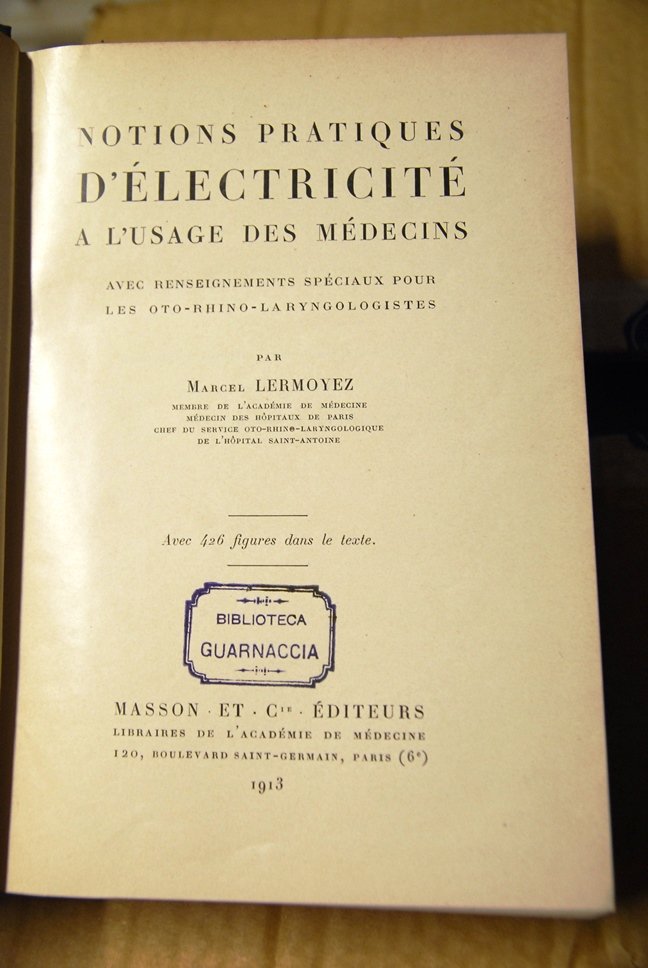 NOTIONS PRATIQUES
D'ÉLECTRICITÉ
A L'USAGE DES MÉDECINS
AVEC RENSEIGNEMENTS SPÉCIAUX POUR
LES OTO-RHINO-LARYNGOLOGISTES
PAR
MARCEL LERMOYEZ
MEMBRE DE L'ACADÉMIE DE MÉDECINE
MÉDECIN DES HÔPITAUX DE PARIS
CHEF DU SERVICE OTO-RHINO-LARYNGOLOGIQUE
DE L'HÔPITAL SAINT-ANTOINE
Avec 426 figures dans le texte.
BIBLIOTECA
GUARNACCIA
MASSON · ET · Cie · ÉDITEURS
LIBRAIRES DE L'ACADÉMIE DE MÉDECINE
120, BOULEVARD SAINT-GERMAIN, PARIS (6e)
1913